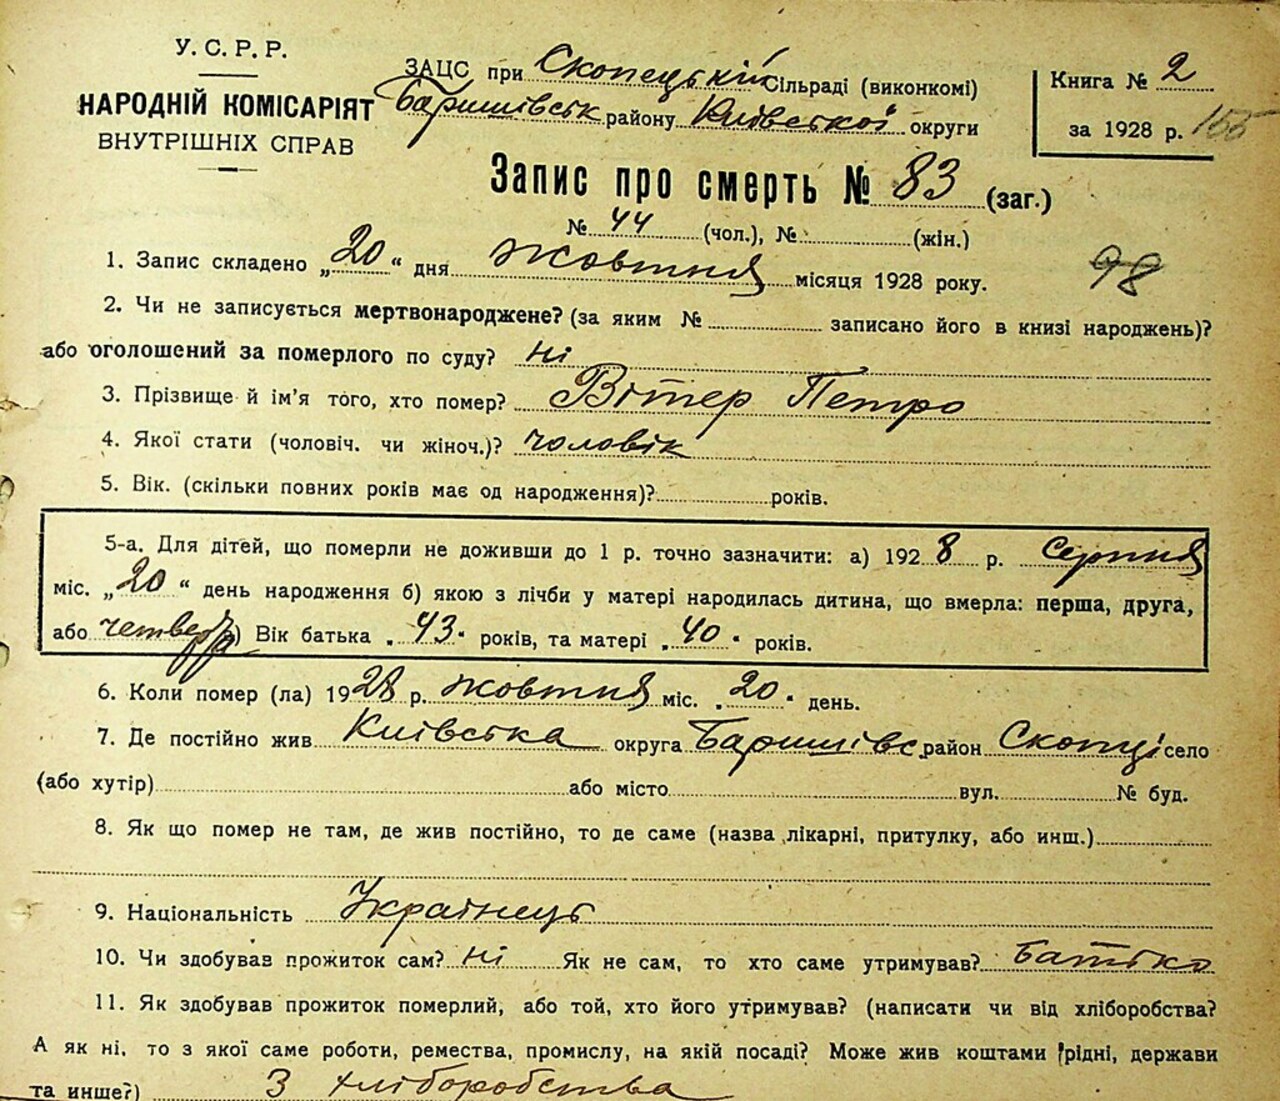 У. С. Р. Р.
НАРОДНІЙ КОМІСАРІЯТ
ВНУТРІШНІХ СПРАВ
ЗАЦС при Скопецькій Сільраді (виконкомі)
Баришівськ району Київської округи
Книга № 2
за 1928 р. 155
Запис про смерть № 83 (заг.)
№ 44 (чол.), № (жін.)
1. Запис складено „20“ дня жовтня місяця 1928 року.
98
2. Чи не записується мертвонароджене? (за яким № записано його в книзі народжень)?
або оголошений за померлого по суду? ні
3. Прізвище й ім'я того, хто помер? Вітер Петро
4. Якої стати (чоловіч. чи жіноч.)? чоловік
5. Вік. (скільки повних років має од народження)? років.
5-а. Для дітей, що померли не доживши до 1 р. точно зазначити: а) 1928 р. Серпня
міс. „20“ день народження б) якою з лічби у матері народилась дитина, що вмерла: перша, друга,
або четверта) Вік батька „43“ років, та матері „40“ років.
6. Коли помер (ла) 1928 р. жовтня міс. „20“ день.
7. Де постійно жив Київська округа Баришівс. район Скопці село
(або хутір) або місто вул. № буд.
8. Як що помер не там, де жив постійно, то де саме (назва лікарні, притулку, або инш.)
9. Національність Українець
10. Чи здобував прожиток сам? ні Як не сам, то хто саме утримував? батько
11. Як здобував прожиток померлий, або той, хто його утримував? (написати чи від хліборобства?
А як ні, то з якої саме роботи, ремества, промислу, на якій посаді? Може жив коштами рідні, держави
та инше?) З хліборобства